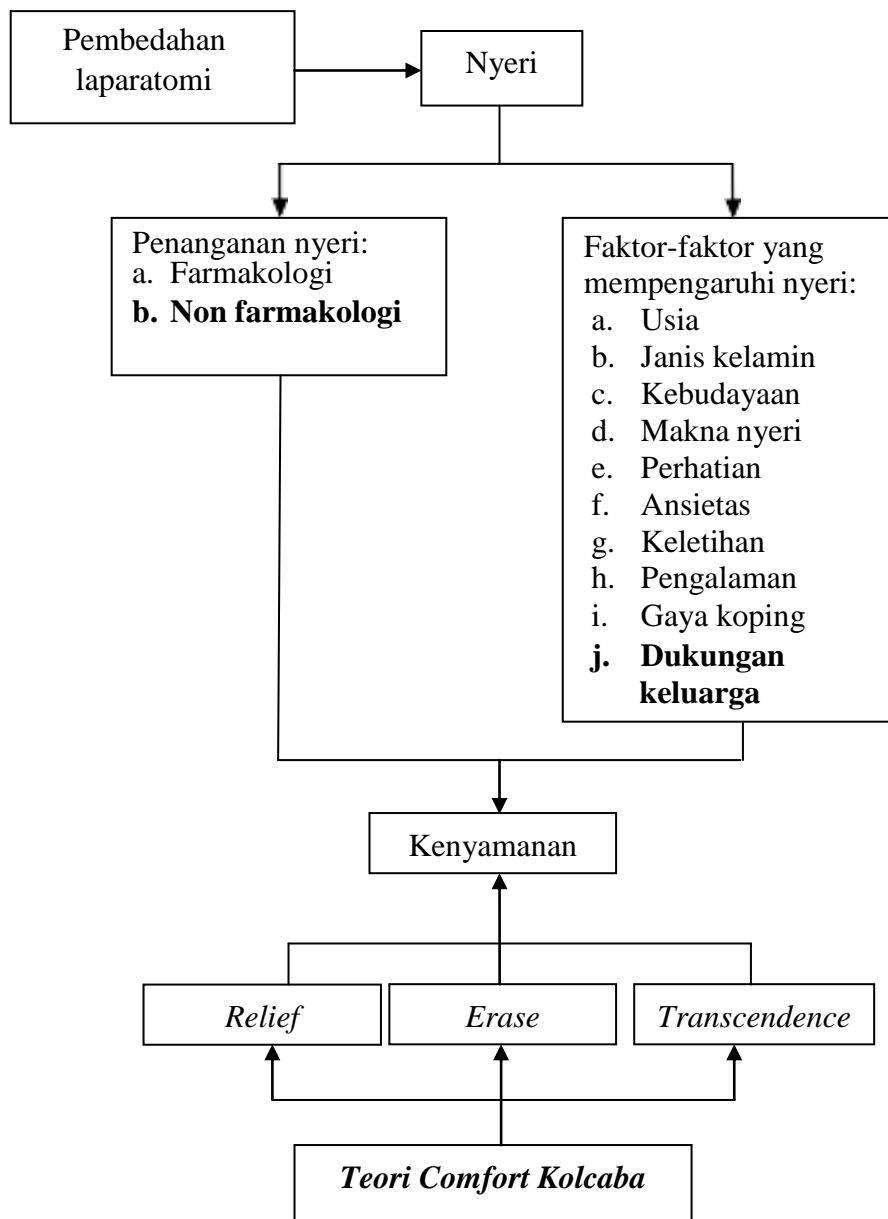 Pembedahan
laparatomi
Nyeri
Penanganan nyeri:
a. Farmakologi
b. Non farmakologi
Faktor-faktor yang
mempengaruhi nyeri:
a. Usia
b. Janis kelamin
c. Kebudayaan
d. Makna nyeri
e. Perhatian
f. Ansietas
g. Keletihan
h. Pengalaman
i. Gaya koping
j. Dukungan
keluarga
Kenyamanan
Relief
Erase
Transcendence
Teori Comfort Kolcaba